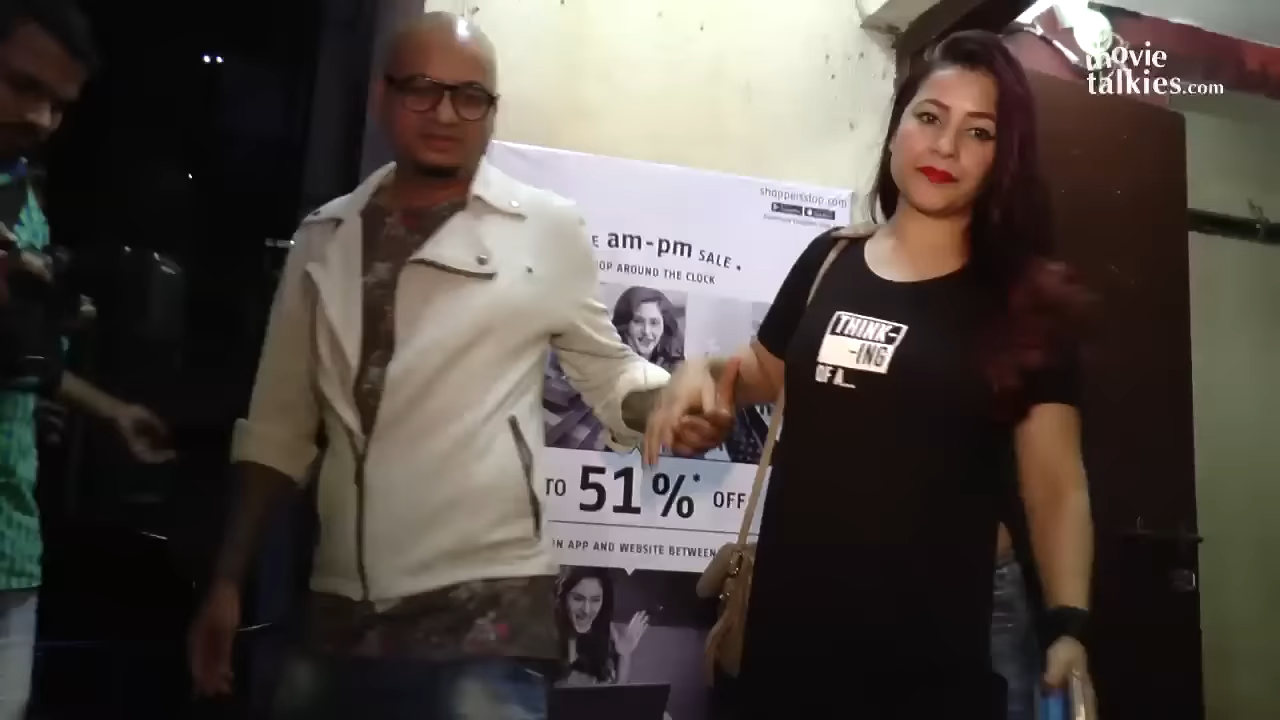 movie
talkies.com
shoppersstop.com
E am-pm SALE.
OP AROUND THE CLOCK
THINK-
-ING
OF A...
TO 51%* OFF
ON APP AND WEBSITE BETWEEN